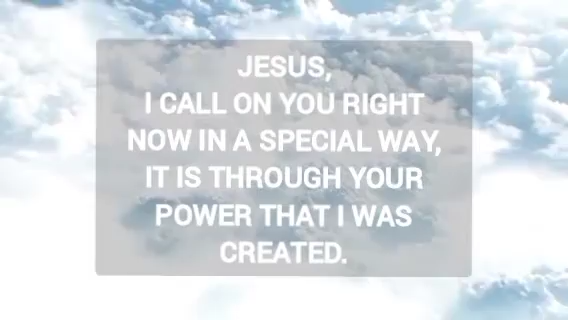 JESUS,
I CALL ON YOU RIGHT
NOW IN A SPECIAL WAY,
IT IS THROUGH YOUR
POWER THAT I WAS
CREATED.